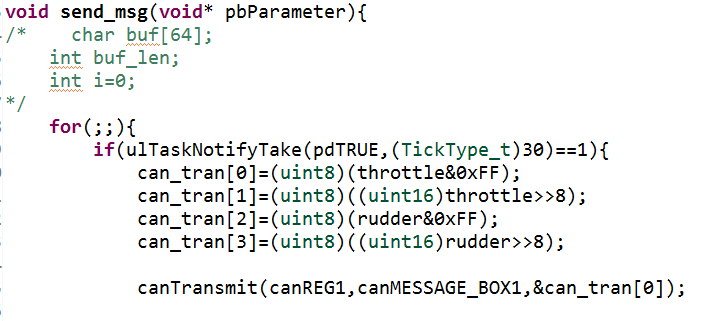 void send_msg(void* pbParameter){
/*   char buf[64];
    int buf_len;
    int i=0;
*/
    for(;;){
        if(ulTaskNotifyTake(pdTRUE,(TickType_t)30)==1){
            can_tran[0]=(uint8)(throttle&0xFF);
            can_tran[1]=(uint8)((uint16)throttle>>8);
            can_tran[2]=(uint8)(rudder&0xFF);
            can_tran[3]=(uint8)((uint16)rudder>>8);
            canTransmit(canREG1,canMESSAGE_BOX1,&can_tran[0]);